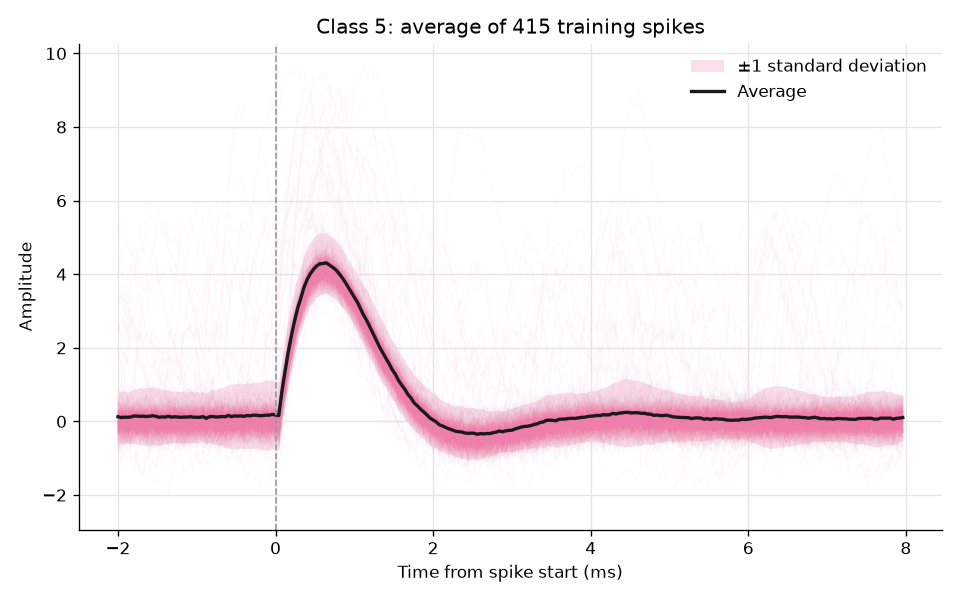 Class 5: average of 415 training spikes
±1 standard deviation
Average
Amplitude
10
8
6
4
2
0
−2
−2 0 2 4 6 8
Time from spike start (ms)